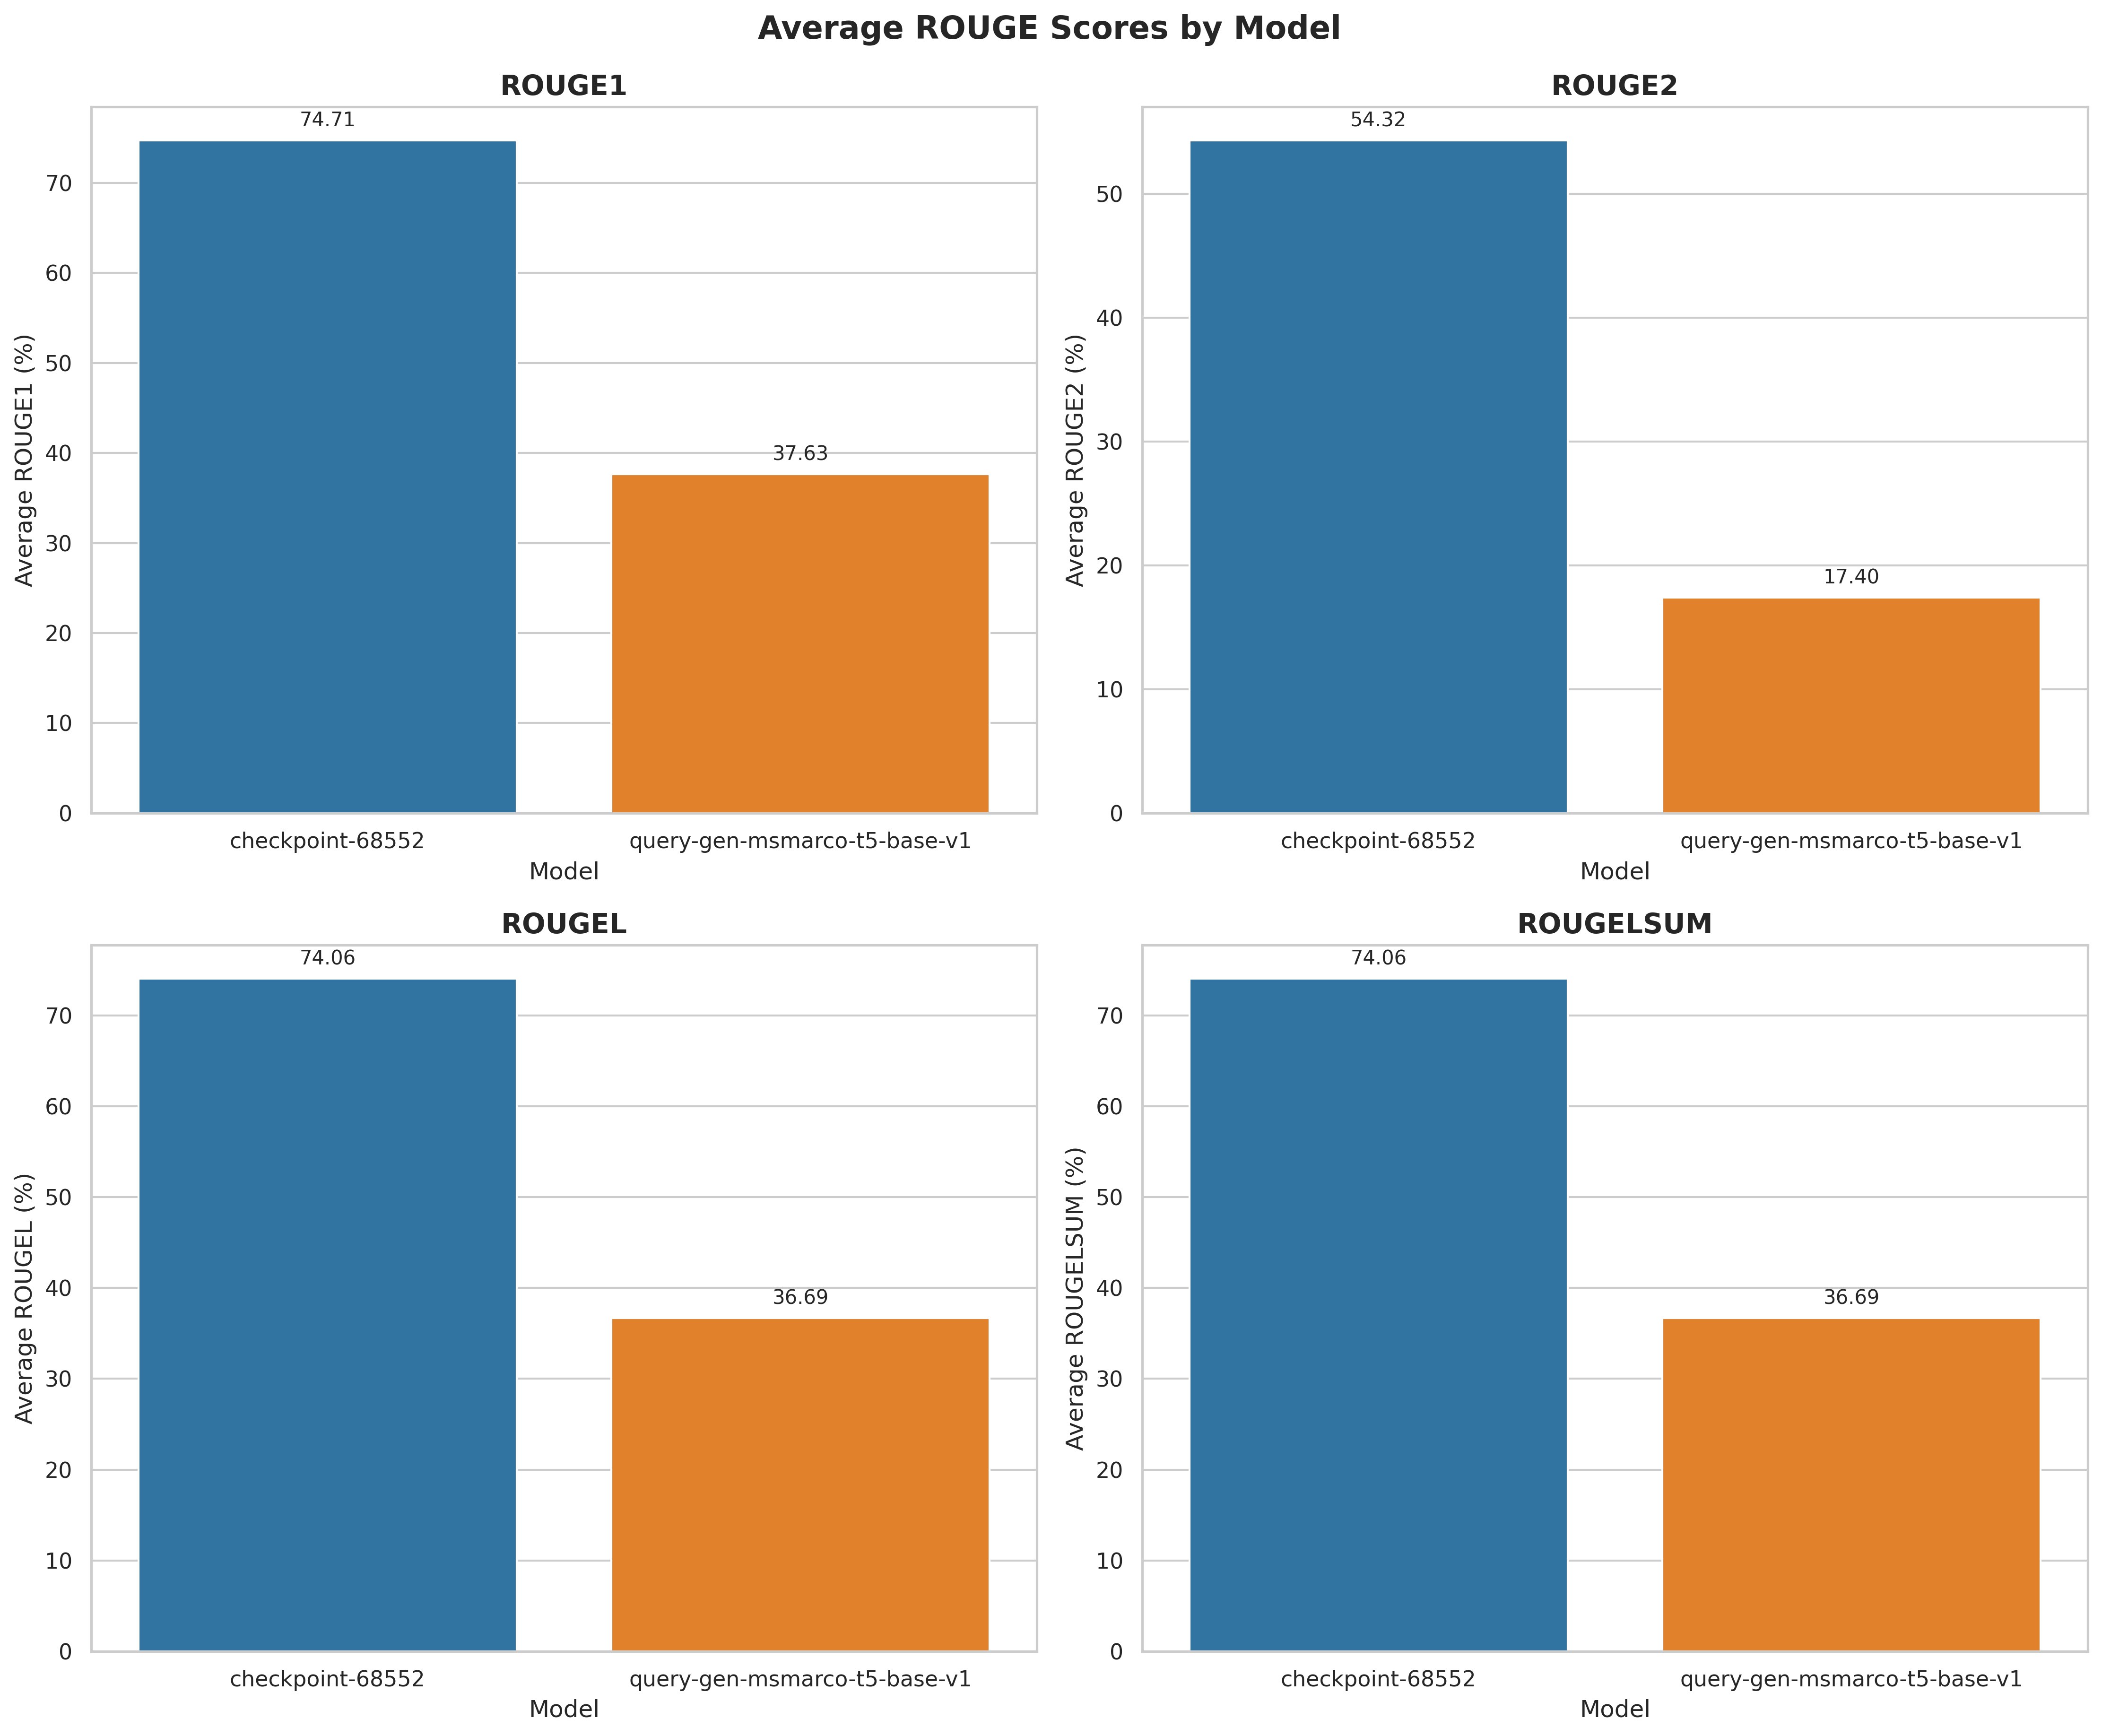 Average ROUGE Scores by Model
ROUGE1
74.71
37.63
70
60
50
40
30
20
10
0
Average ROUGE1 (%)
checkpoint-68552
query-gen-msmarco-t5-base-v1
Model
ROUGE2
54.32
17.40
50
40
30
20
10
0
Average ROUGE2 (%)
checkpoint-68552
query-gen-msmarco-t5-base-v1
Model
ROUGEL
74.06
36.69
70
60
50
40
30
20
10
0
Average ROUGEL (%)
checkpoint-68552
query-gen-msmarco-t5-base-v1
Model
ROUGELSUM
74.06
36.69
70
60
50
40
30
20
10
0
Average ROUGELSUM (%)
checkpoint-68552
query-gen-msmarco-t5-base-v1
Model